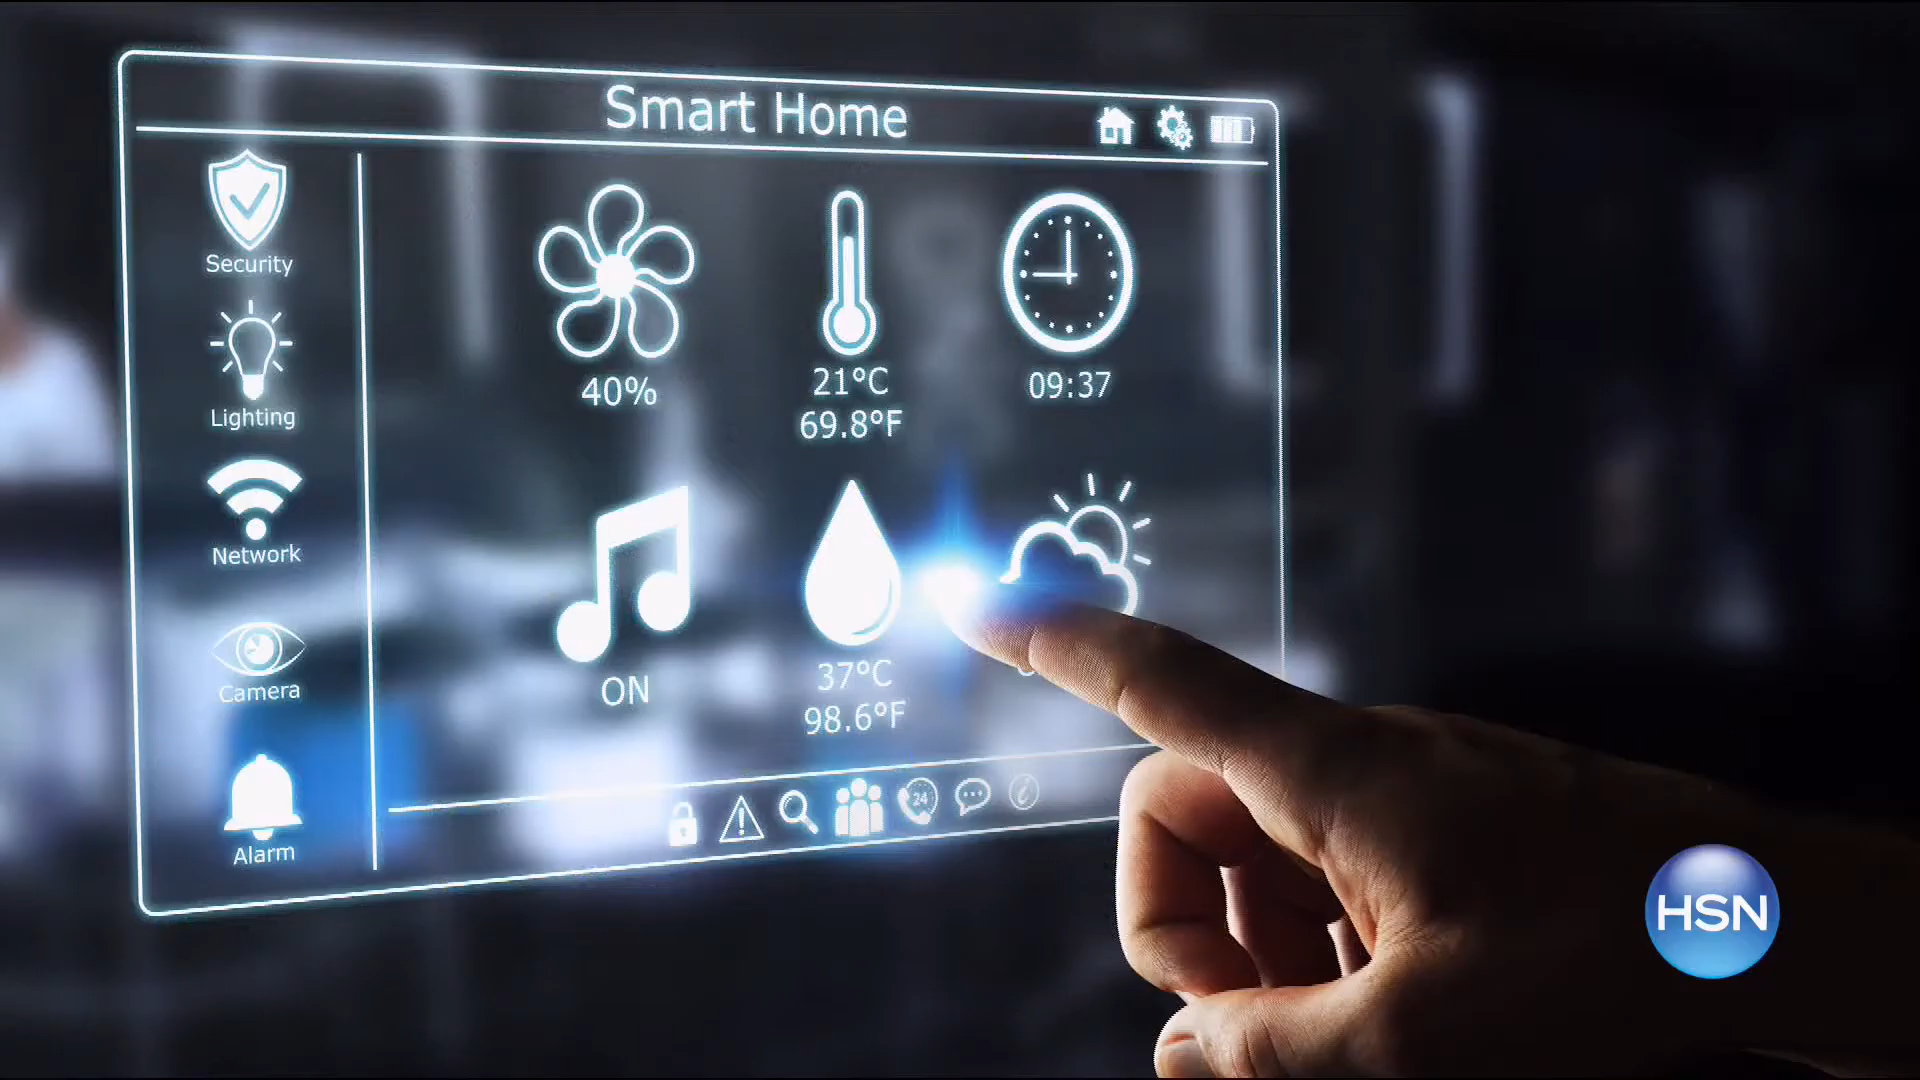 Smart Home
Security
Lighting
Network
Camera
Alarm
40%
21°C
69.8°F
09:37
ON
37°C
98.6°F
24
i
HSN